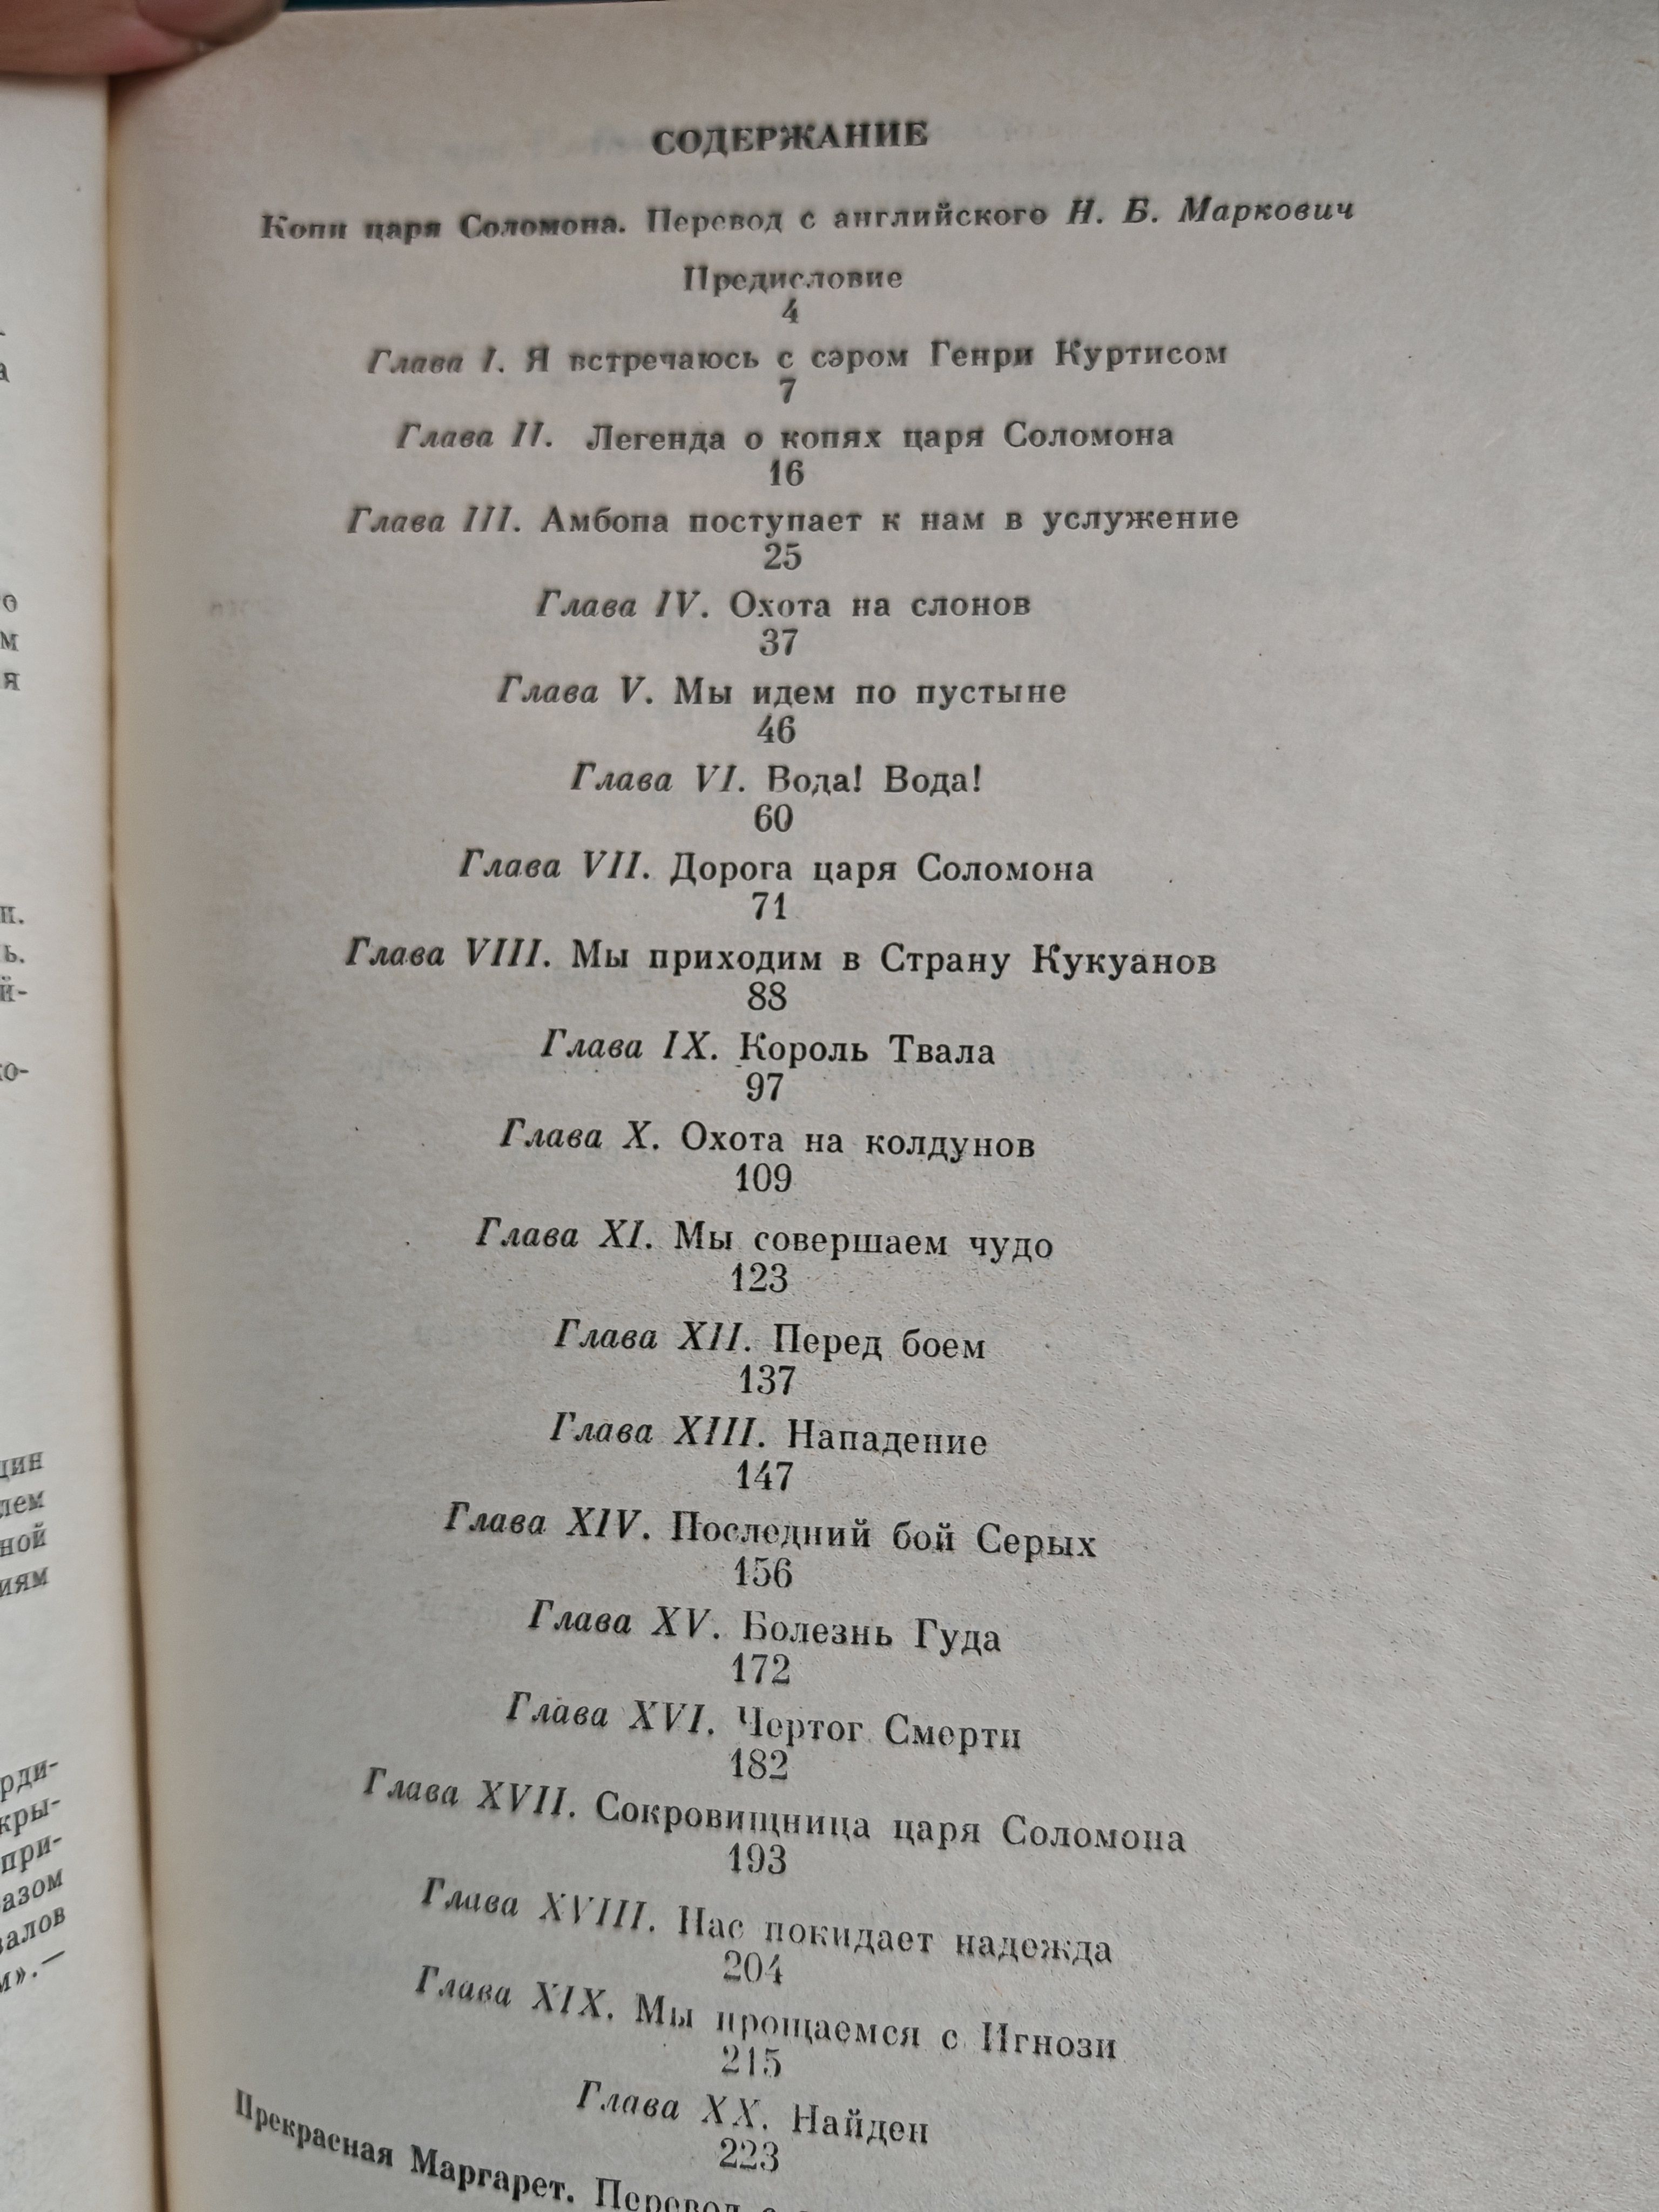 СОДЕРЖАНИЕ
Копи царя Соломона. Перевод с английского Н. Б. Маркович
Предисловие
4
Глава I. Я встречаюсь с сэром Генри Куртисом
7
Глава II. Легенда о копях царя Соломона
16
Глава III. Амбопа поступает к нам в услужение
25
Глава IV. Охота на слонов
37
Глава V. Мы идем по пустыне
46
Глава VI. Вода! Вода!
60
Глава VII. Дорога царя Соломона
71
Глава VIII. Мы приходим в Страну Кукуанов
88
Глава IX. Король Твала
97
Глава X. Охота на колдунов
109
Глава XI. Мы совершаем чудо
123
Глава XII. Перед боем
137
Глава XIII. Нападение
147
Глава XIV. Последний бой Серых
156
Глава XV. Болезнь Гуда
172
Глава XVI. Чертог Смерти
182
Глава XVII. Сокровищница царя Соломона
193
Глава XVIII. Нас покидает надежда
204
Глава XIX. Мы прощаемся с Игнози
215
Глава XX. Найден
223
Прекрасная Маргарет. Перевод с